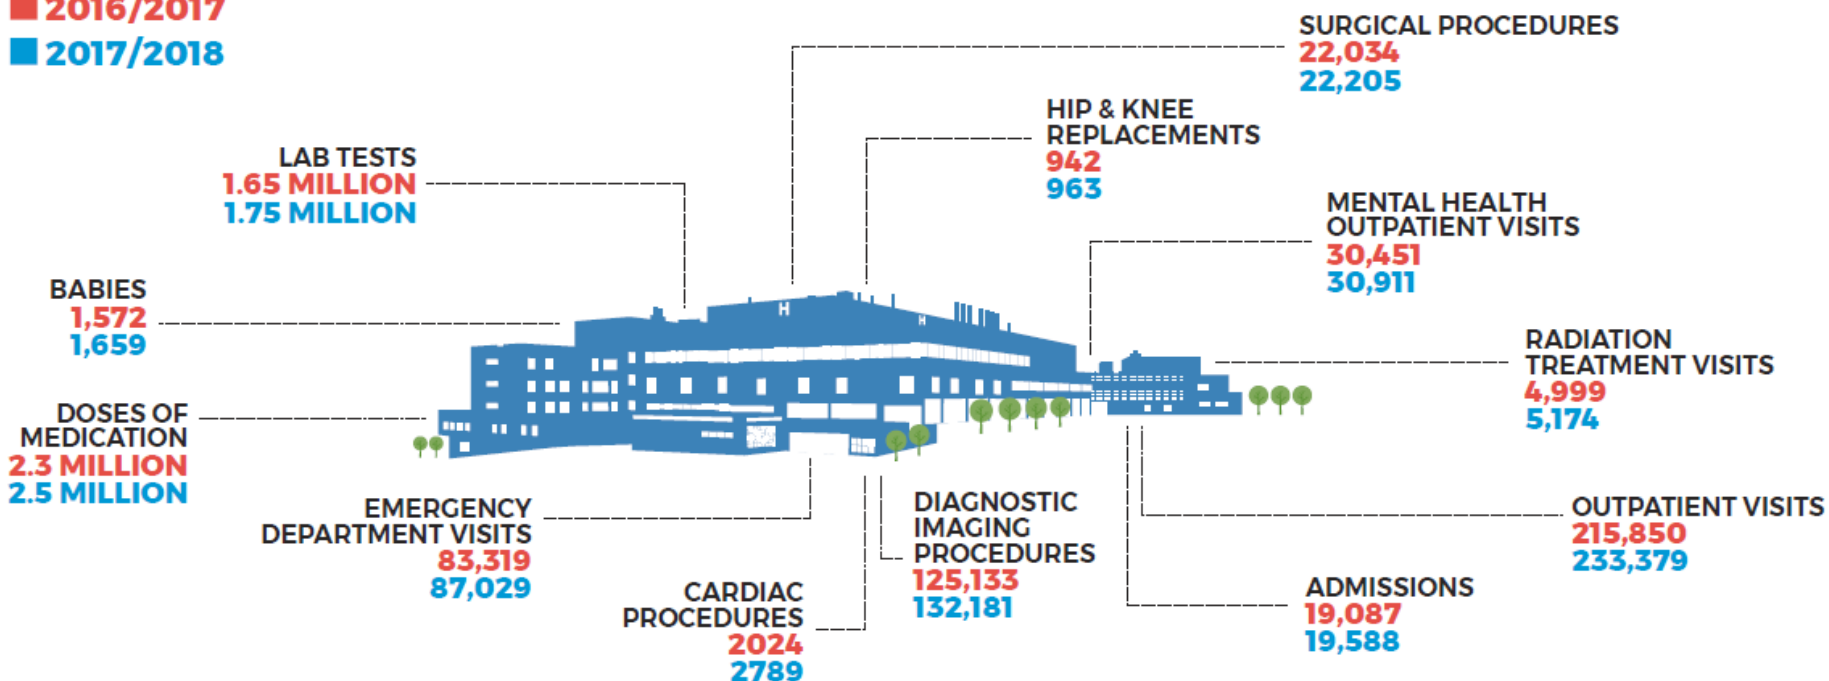 2016/2017
2017/2018
SURGICAL PROCEDURES
22,034
22,205
HIP & KNEE
REPLACEMENTS
942
963
LAB TESTS
1.65 MILLION
1.75 MILLION
MENTAL HEALTH
OUTPATIENT VISITS
30,451
30,911
BABIES
1,572
1,659
RADIATION
TREATMENT VISITS
4,999
5,174
DOSES OF
MEDICATION
2.3 MILLION
2.5 MILLION
EMERGENCY
DEPARTMENT VISITS
83,319
87,029
CARDIAC
PROCEDURES
2024
2789
DIAGNOSTIC
IMAGING
PROCEDURES
125,133
132,181
OUTPATIENT VISITS
215,850
233,379
ADMISSIONS
19,087
19,588
H
H